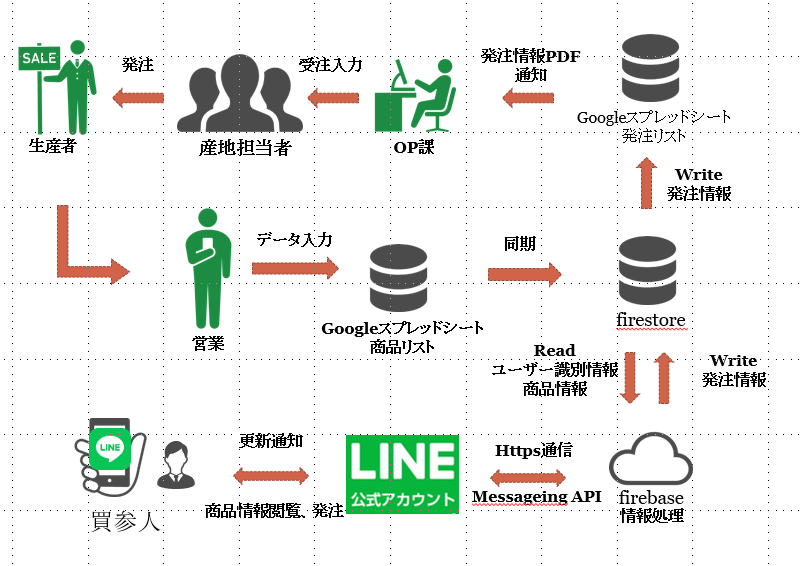 SALE
発注
受注入力
発注情報PDF
通知
生産者
産地担当者
OP課
Googleスプレッドシート
発注リスト
Write
発注情報
データ入力
同期
営業
Googleスプレッドシート
商品リスト
firestore
Read
ユーザー識別情報
商品情報
Write
発注情報
LINE
買参人
更新通知
商品情報閲覧、発注
LINE
公式アカウント
Https通信
Messageing API
firebase
情報処理